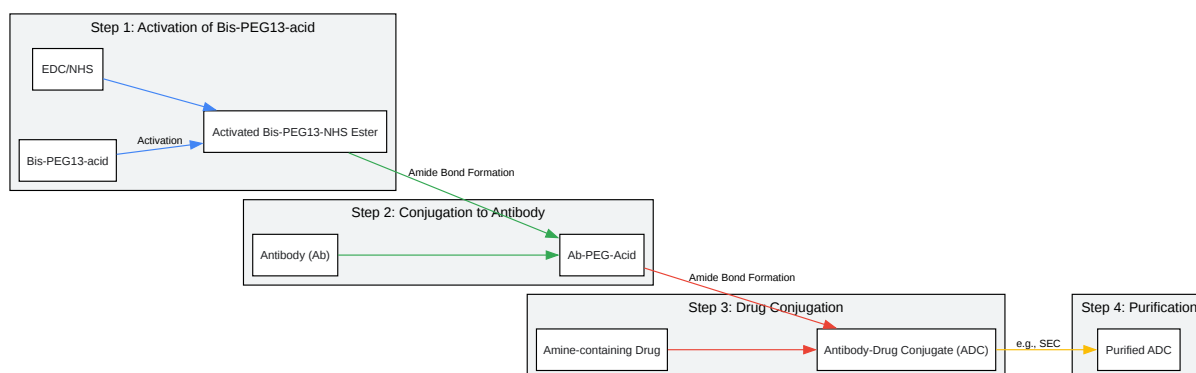 Step 1: Activation of Bis-PEG13-acid
EDC/NHS
Bis-PEG13-acid
Activation
Activated Bis-PEG13-NHS Ester
Amide Bond Formation
Step 2: Conjugation to Antibody
Antibody (Ab)
Ab-PEG-Acid
Amide Bond Formation
Step 3: Drug Conjugation
Amine-containing Drug
Antibody-Drug Conjugate (ADC)
e.g., SEC
Step 4: Purification
Purified ADC